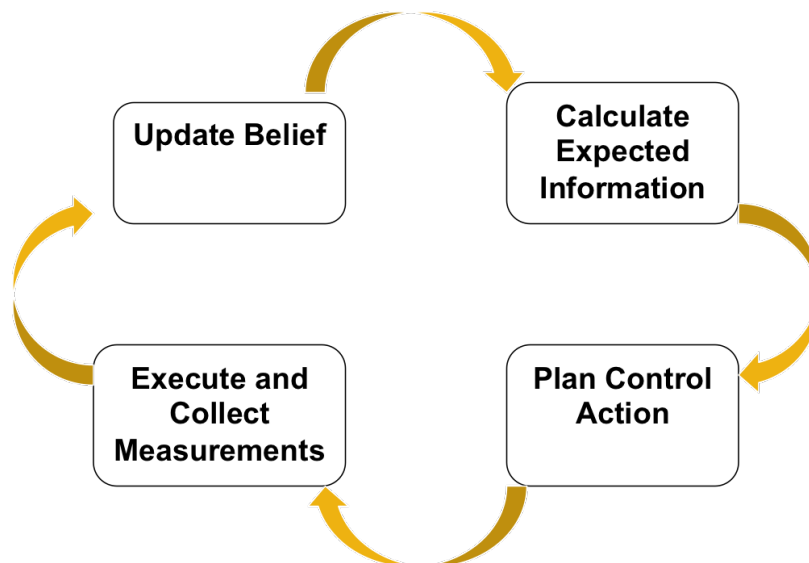 Update Belief
Calculate
Expected
Information
Execute and
Collect
Measurements
Plan Control
Action